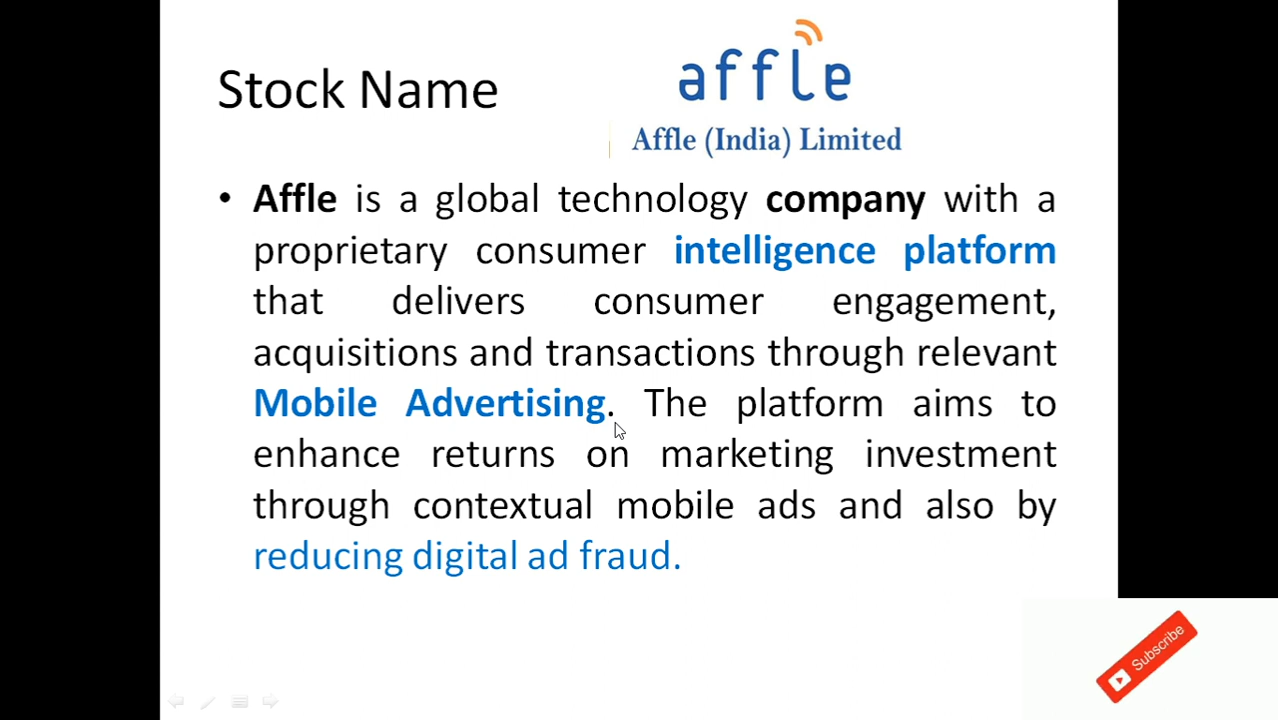 Stock Name
affle
Affle (India) Limited
• Affle is a global technology company with a
proprietary consumer intelligence platform
that delivers consumer engagement,
acquisitions and transactions through relevant
Mobile Advertising. The platform aims to
enhance returns on marketing investment
through contextual mobile ads and also by
reducing digital ad fraud.
Subscribe